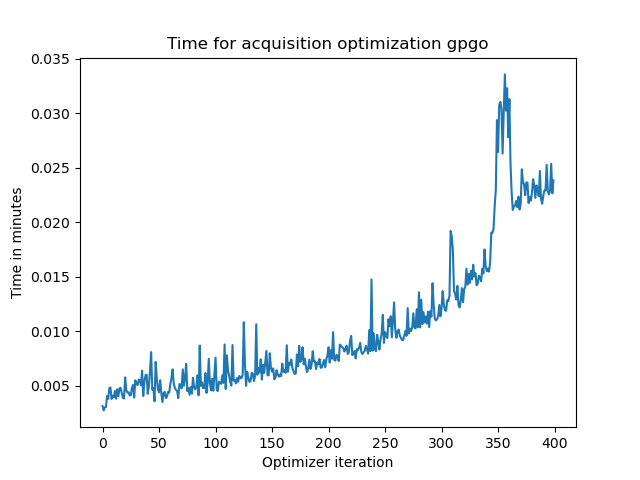 Time for acquisition optimization gpgo
0.035
0.030
0.025
0.020
0.015
0.010
0.005
Time in minutes
0 50 100 150 200 250 300 350 400
Optimizer iteration